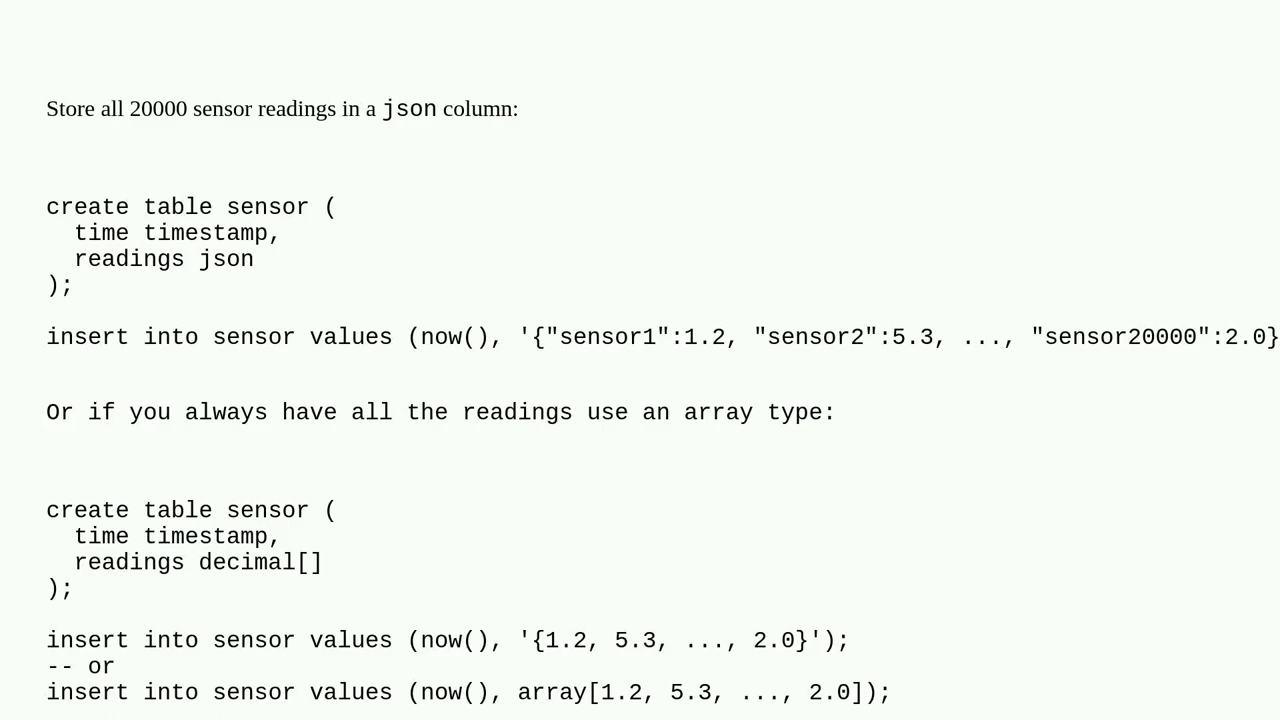 Store all 20000 sensor readings in a json column:
create table sensor (
  time timestamp,
  readings json
);
insert into sensor values (now(), '{"sensor1":1.2, "sensor2":5.3, ..., "sensor20000":2.0}
Or if you always have all the readings use an array type:
create table sensor (
  time timestamp,
  readings decimal[]
);
insert into sensor values (now(), '{1.2, 5.3, ..., 2.0}');
-- or
insert into sensor values (now(), array[1.2, 5.3, ..., 2.0]);